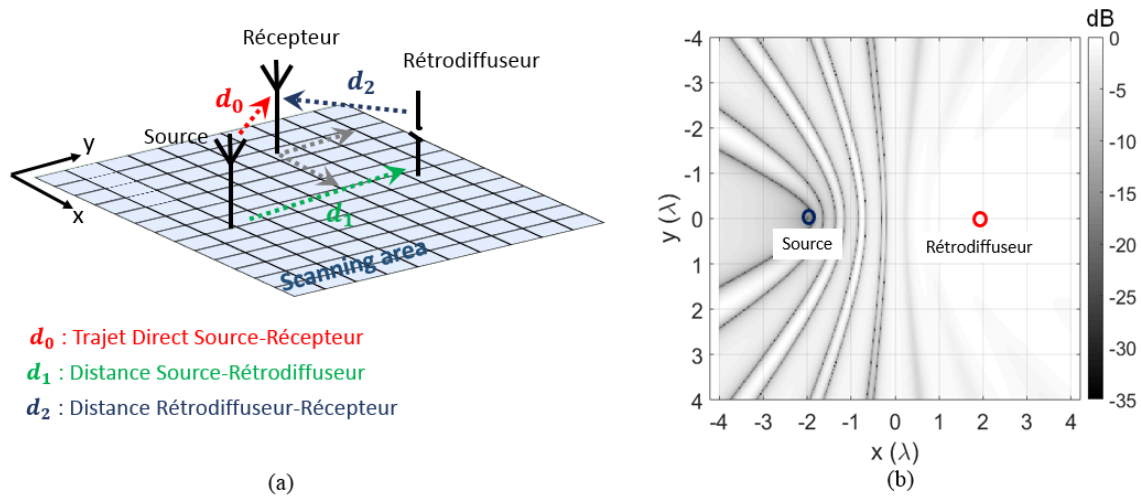 Récepteur
Rétrodiffuseur
d₀
d₂
Source
y
x
d₁
Scanning area
d₀ : Trajet Direct Source-Récepteur
d₁ : Distance Source-Rétrodiffuseur
d₂ : Distance Rétrodiffuseur-Récepteur
(a)
dB
-4
-3
-2
-1
0
1
2
3
4
y (λ)
Source
Rétrodiffuseur
-4
-3
-2
-1
0
1
2
3
4
x (λ)
0
-5
-10
-15
-20
-25
-30
-35
(b)